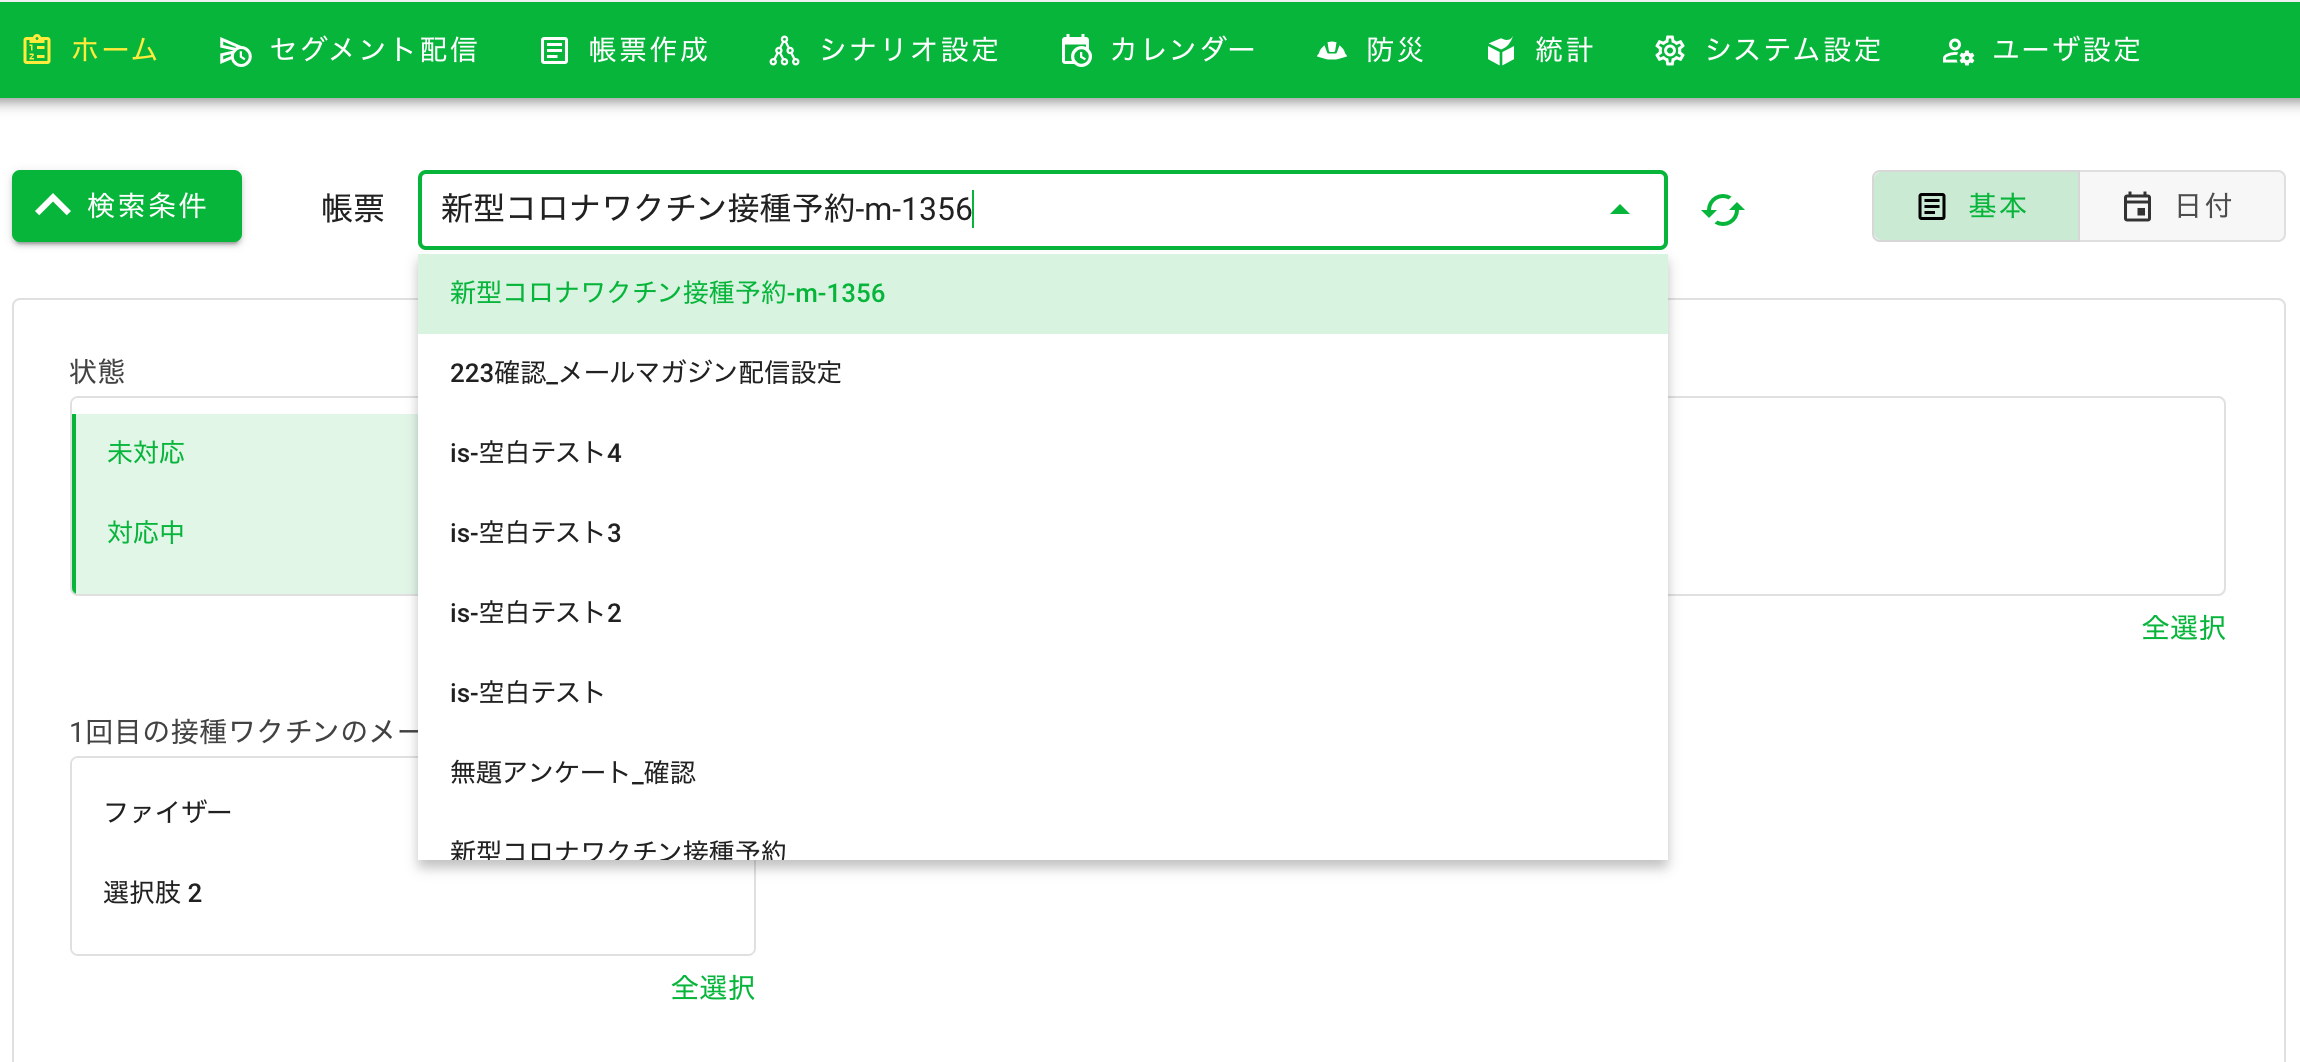 ホーム セグメント配信 帳票作成 シナリオ設定 カレンダー 防災 統計 システム設定 ユーザ設定
検索条件 帳票 新型コロナワクチン接種予約-m-1356 基本 日付
新型コロナワクチン接種予約-m-1356
223確認_メールマガジン配信設定
is-空白テスト4
is-空白テスト3
is-空白テスト2
is-空白テスト
無題アンケート_確認
新型コロナワクチン接種予約
状態
未対応
対応中
全選択
1回目の接種ワクチンのメー
ファイザー
選択肢 2
全選択